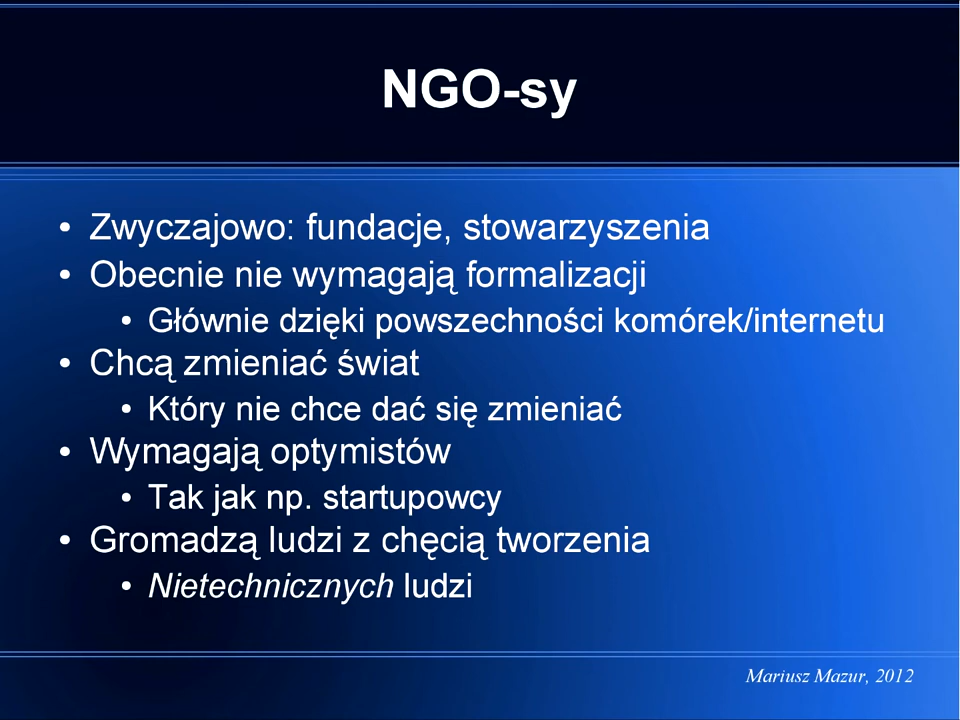 NGO-sy
• Zwyczajowo: fundacje, stowarzyszenia
• Obecnie nie wymagają formalizacji
• Głównie dzięki powszechności komórek/internetu
• Chcą zmieniać świat
• Który nie chce dać się zmieniać
• Wymagają optymistów
• Tak jak np. startupowcy
• Gromadzą ludzi z chęcią tworzenia
• Nietechnicznych ludzi
Mariusz Mazur, 2012